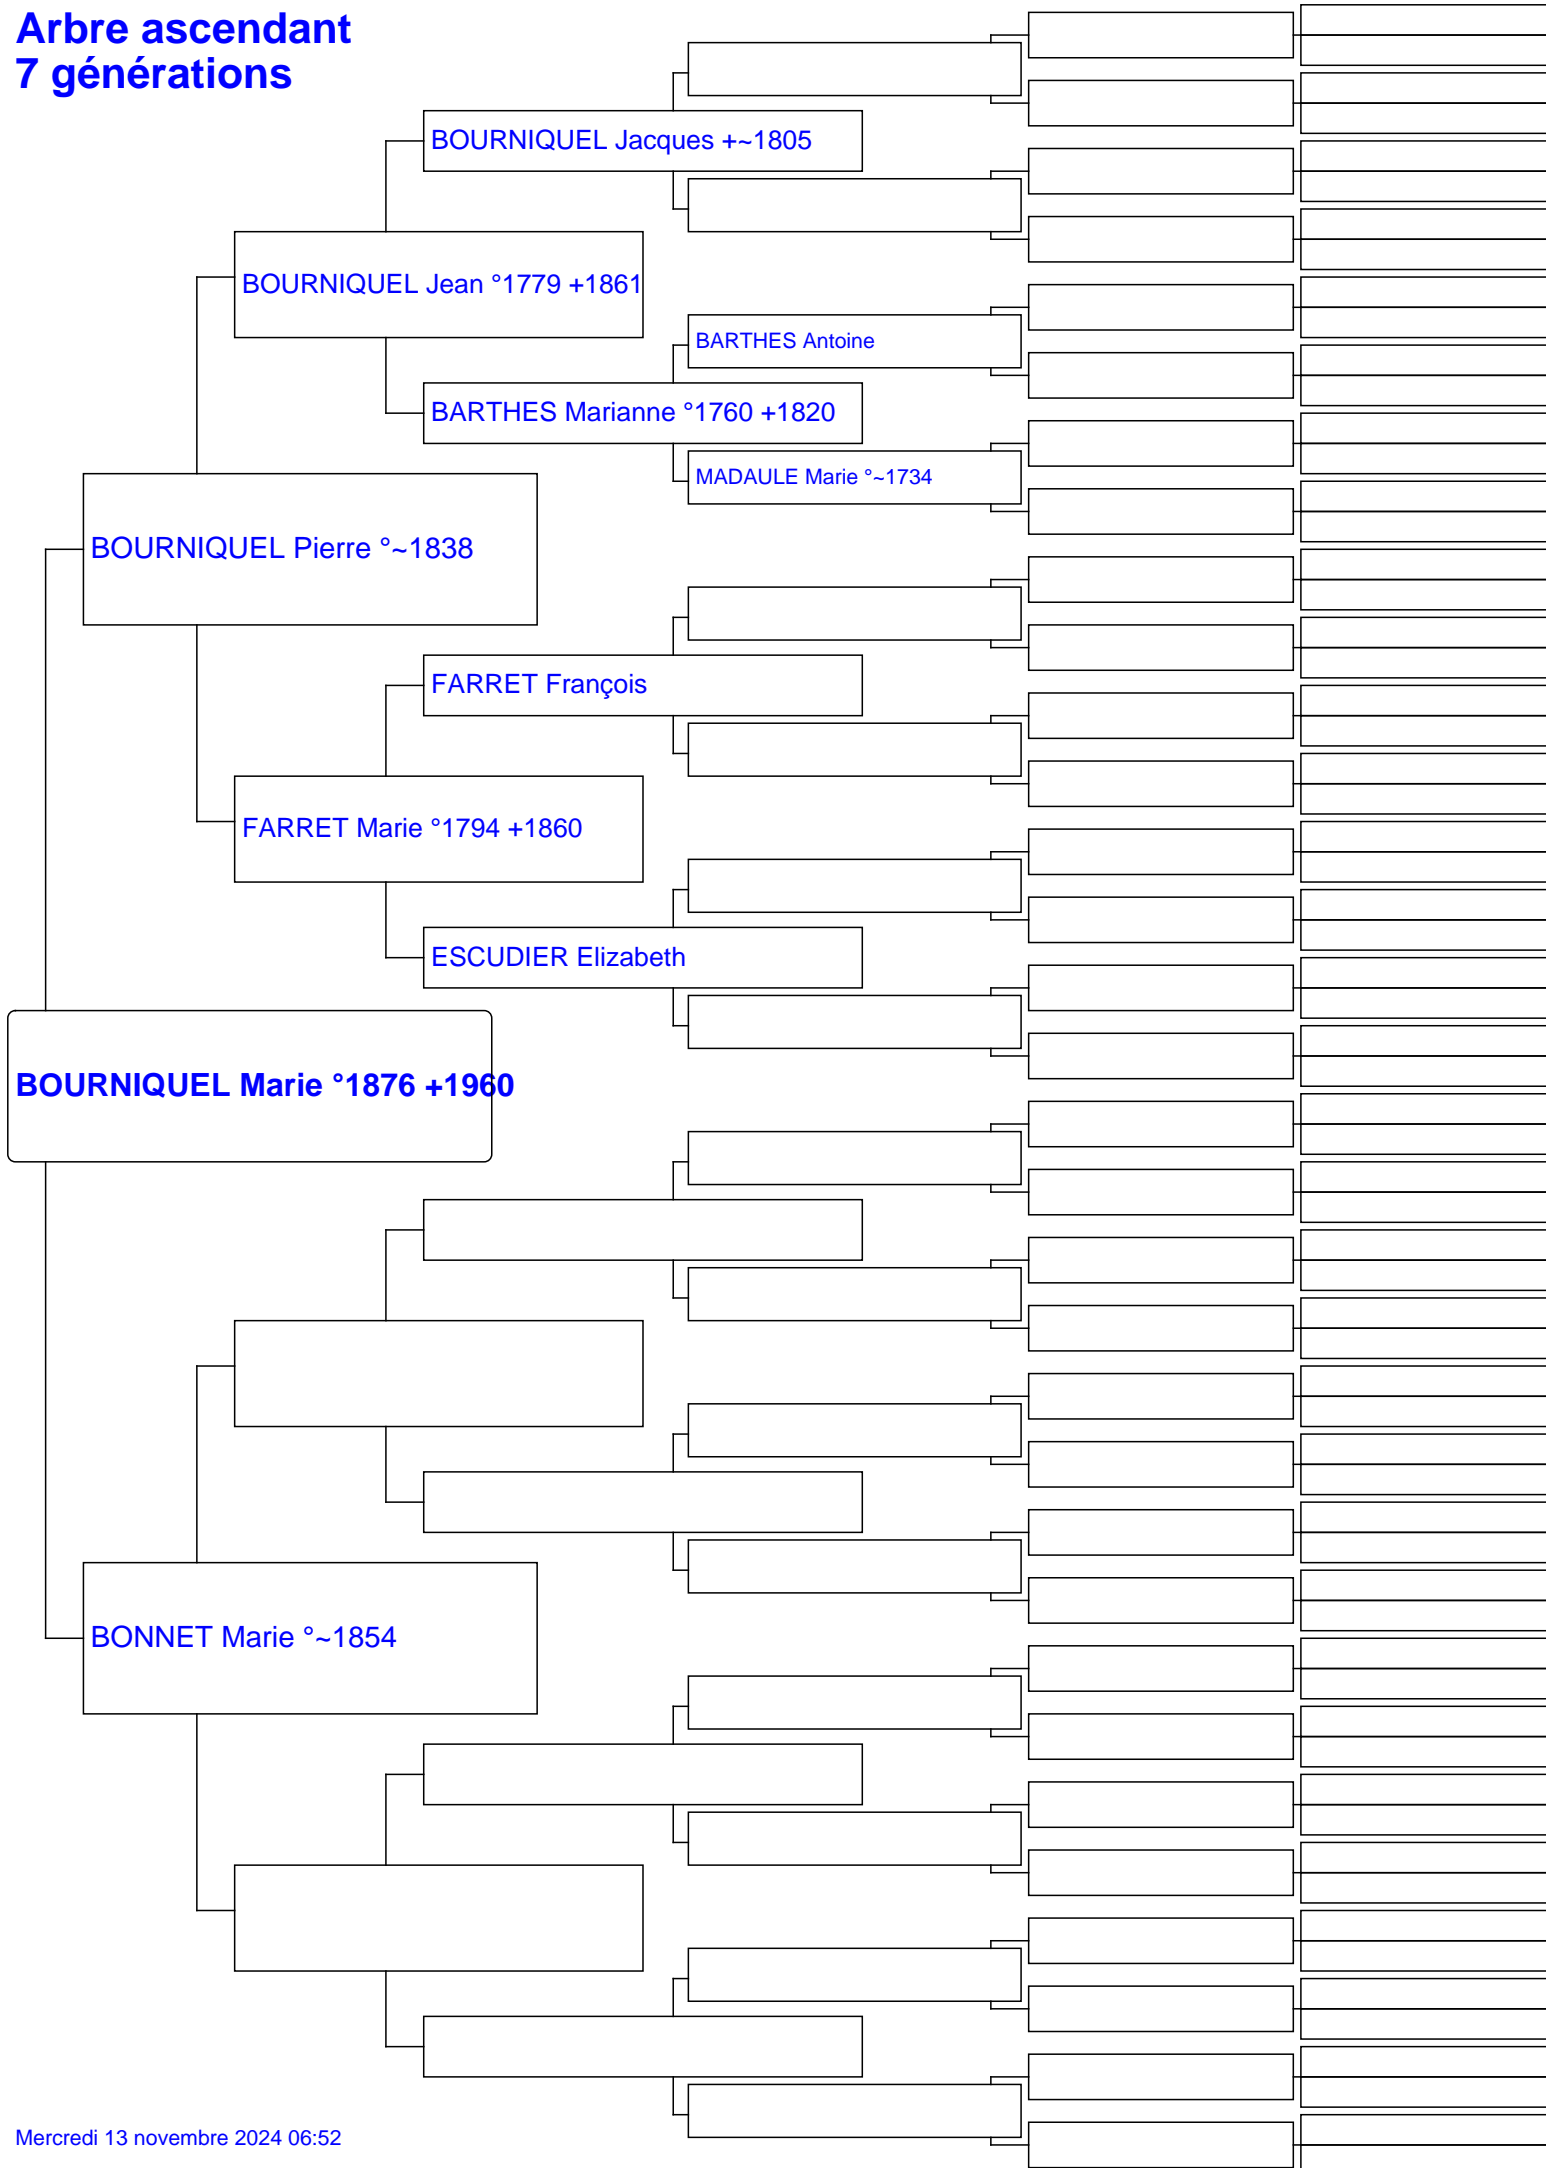 Arbre ascendant
7 générations
BOURNIQUEL Jacques +~1805
BOURNIQUEL Jean °1779 +1861
BARTHES Antoine
BARTHES Marianne °1760 +1820
MADAULE Marie °~1734
BOURNIQUEL Pierre °~1838
FARRET François
FARRET Marie °1794 +1860
ESCUDIER Elizabeth
BOURNIQUEL Marie °1876 +1960
BONNET Marie °~1854
Mercredi 13 novembre 2024 06:52